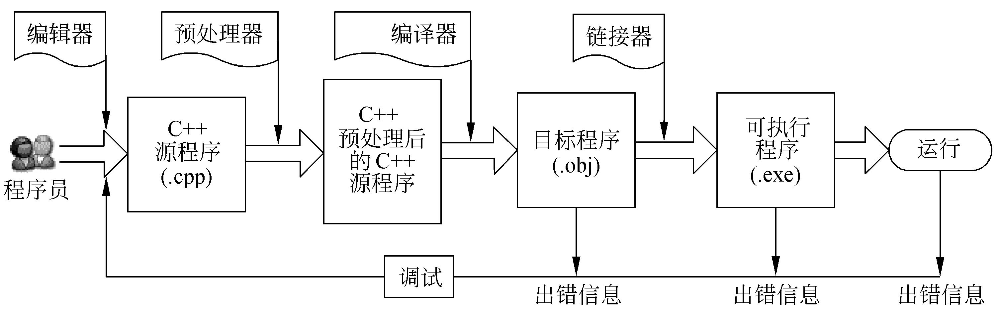 编辑器
预处理器
编译器
链接器
程序员
C++
源程序
(.cpp)
C++
预处理后
的C++
源程序
目标程序
(.obj)
可执行
程序
(.exe)
运行
调试
出错信息
出错信息
出错信息